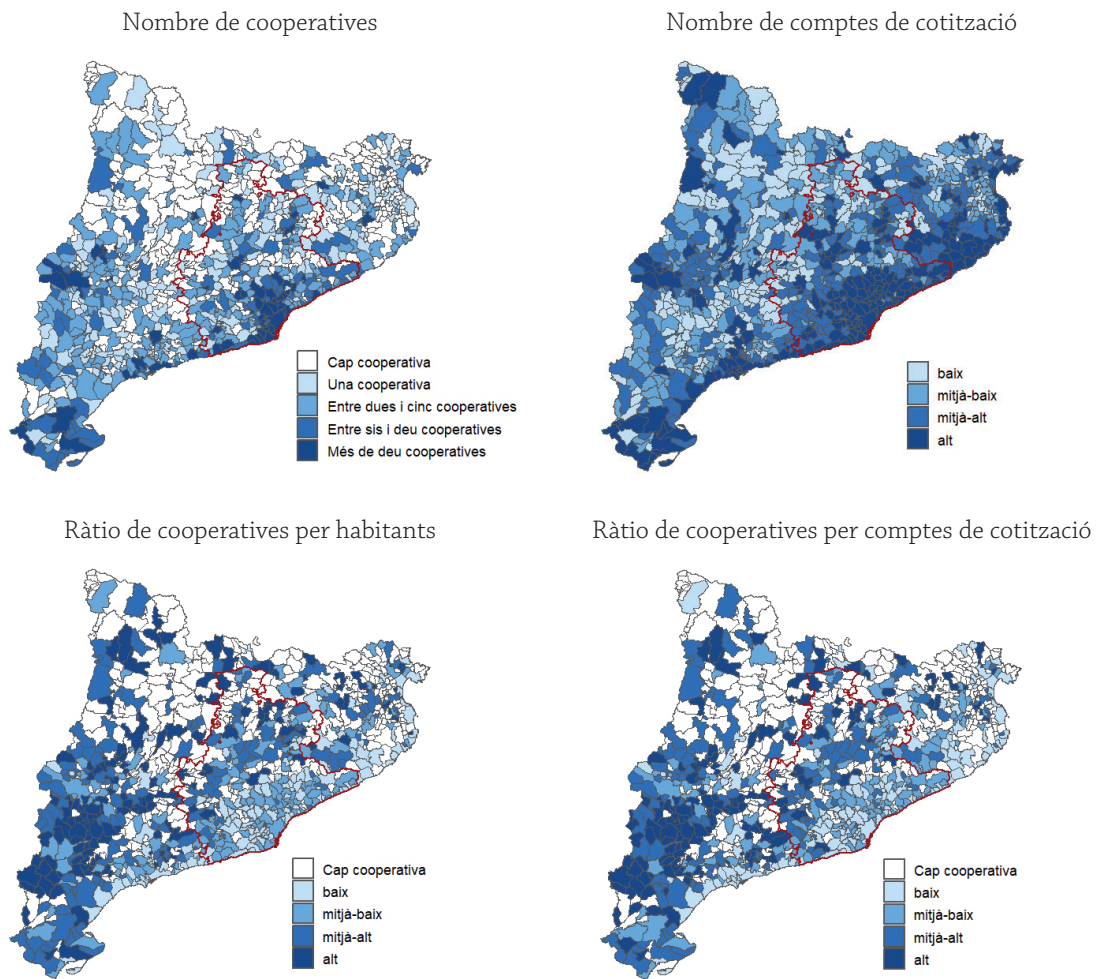 Nombre de cooperatives
Nombre de comptes de cotització
Cap cooperativa
Una cooperativa
Entre dues i cinc cooperatives
Entre sis i deu cooperatives
Més de deu cooperatives
baix
mitjà-baix
mitjà-alt
alt
Ràtio de cooperatives per habitants
Ràtio de cooperatives per comptes de cotització
Cap cooperativa
baix
mitjà-baix
mitjà-alt
alt
Cap cooperativa
baix
mitjà-baix
mitjà-alt
alt